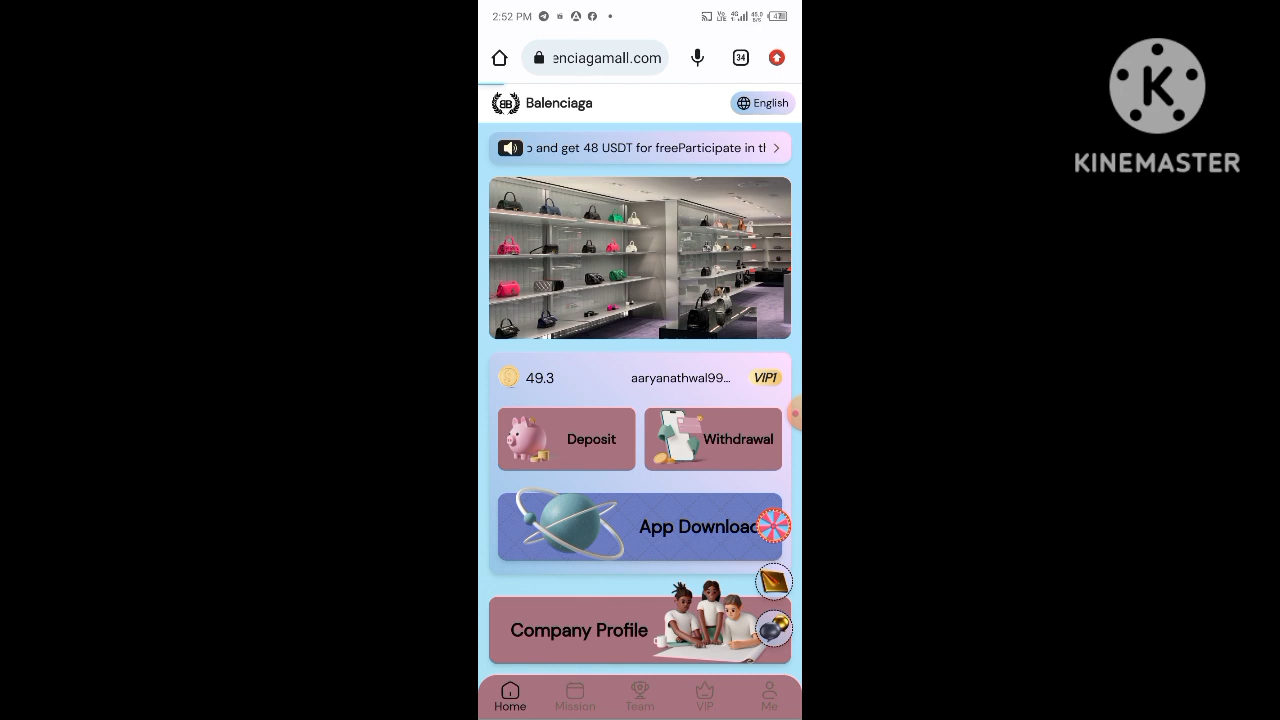 2:52 PM
47
enciagamall.com
34
Balenciaga
English
and get 48 USDT for freeParticipate in
49.3
aaryanathwal99...
VIP1
Deposit
Withdrawal
App Download
Company Profile
Home
Mission
Team
VIP
Me
K
KINEMASTER